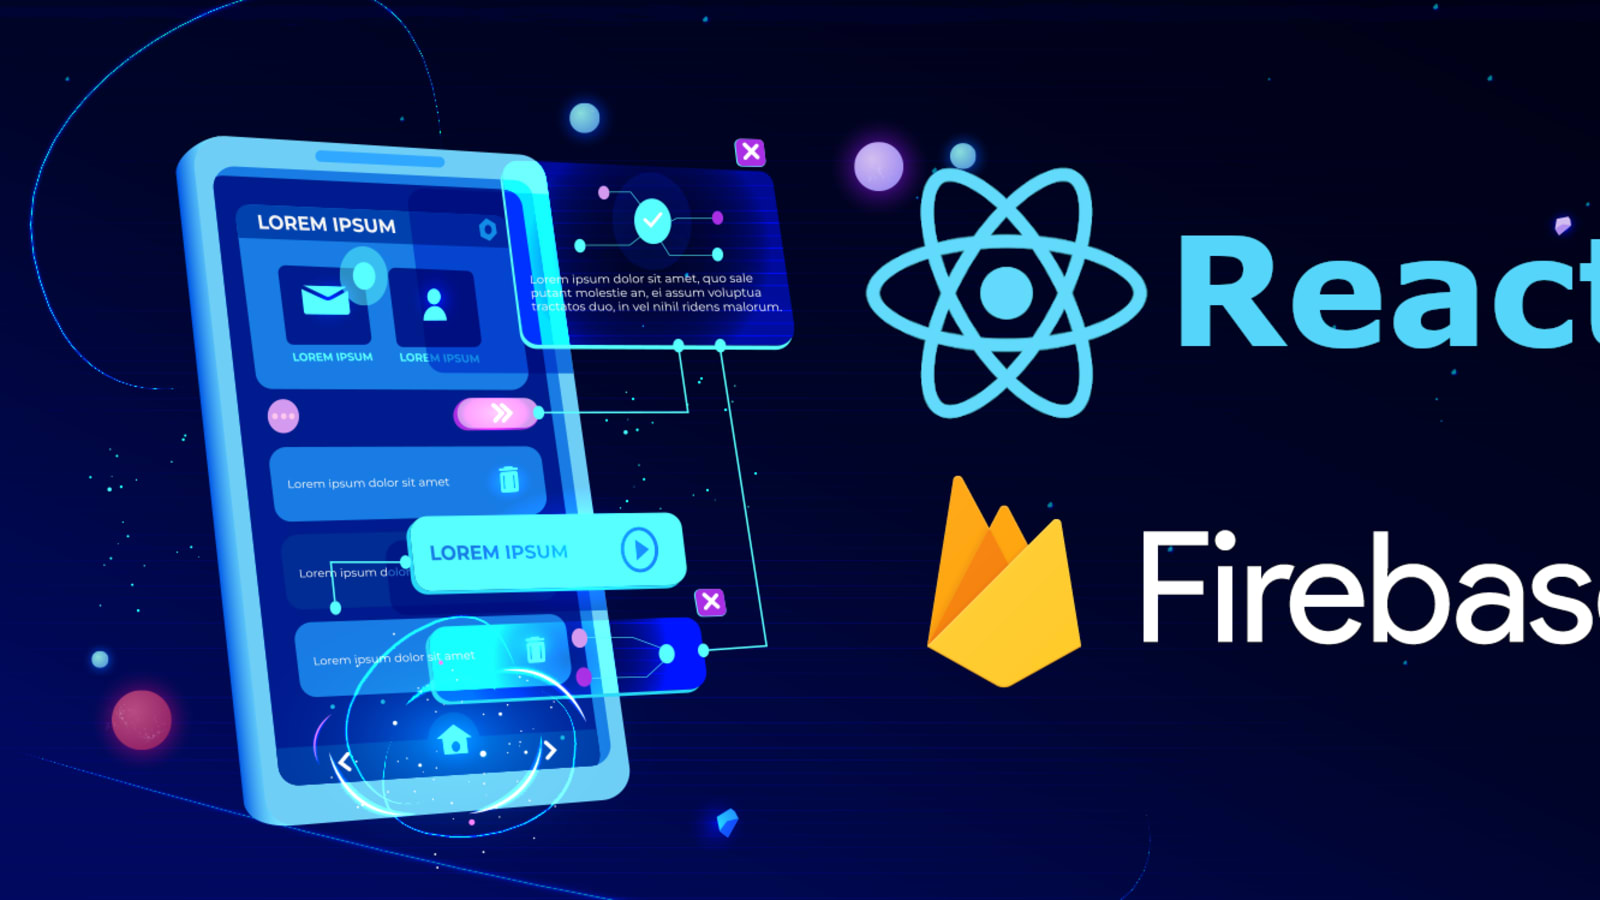 LOREM IPSUM
LOREM IPSUM
LOREM IPSUM
Lorem ipsum dolor sit amet, quo sale
putant molestie an, ei assum voluptua
tractatos duo, in vel nihil ridens malorum.
Lorem ipsum dolor sit amet
LOREM IPSUM
Lorem ipsum dolor
Lorem ipsum dolor sit amet
React
Firebase